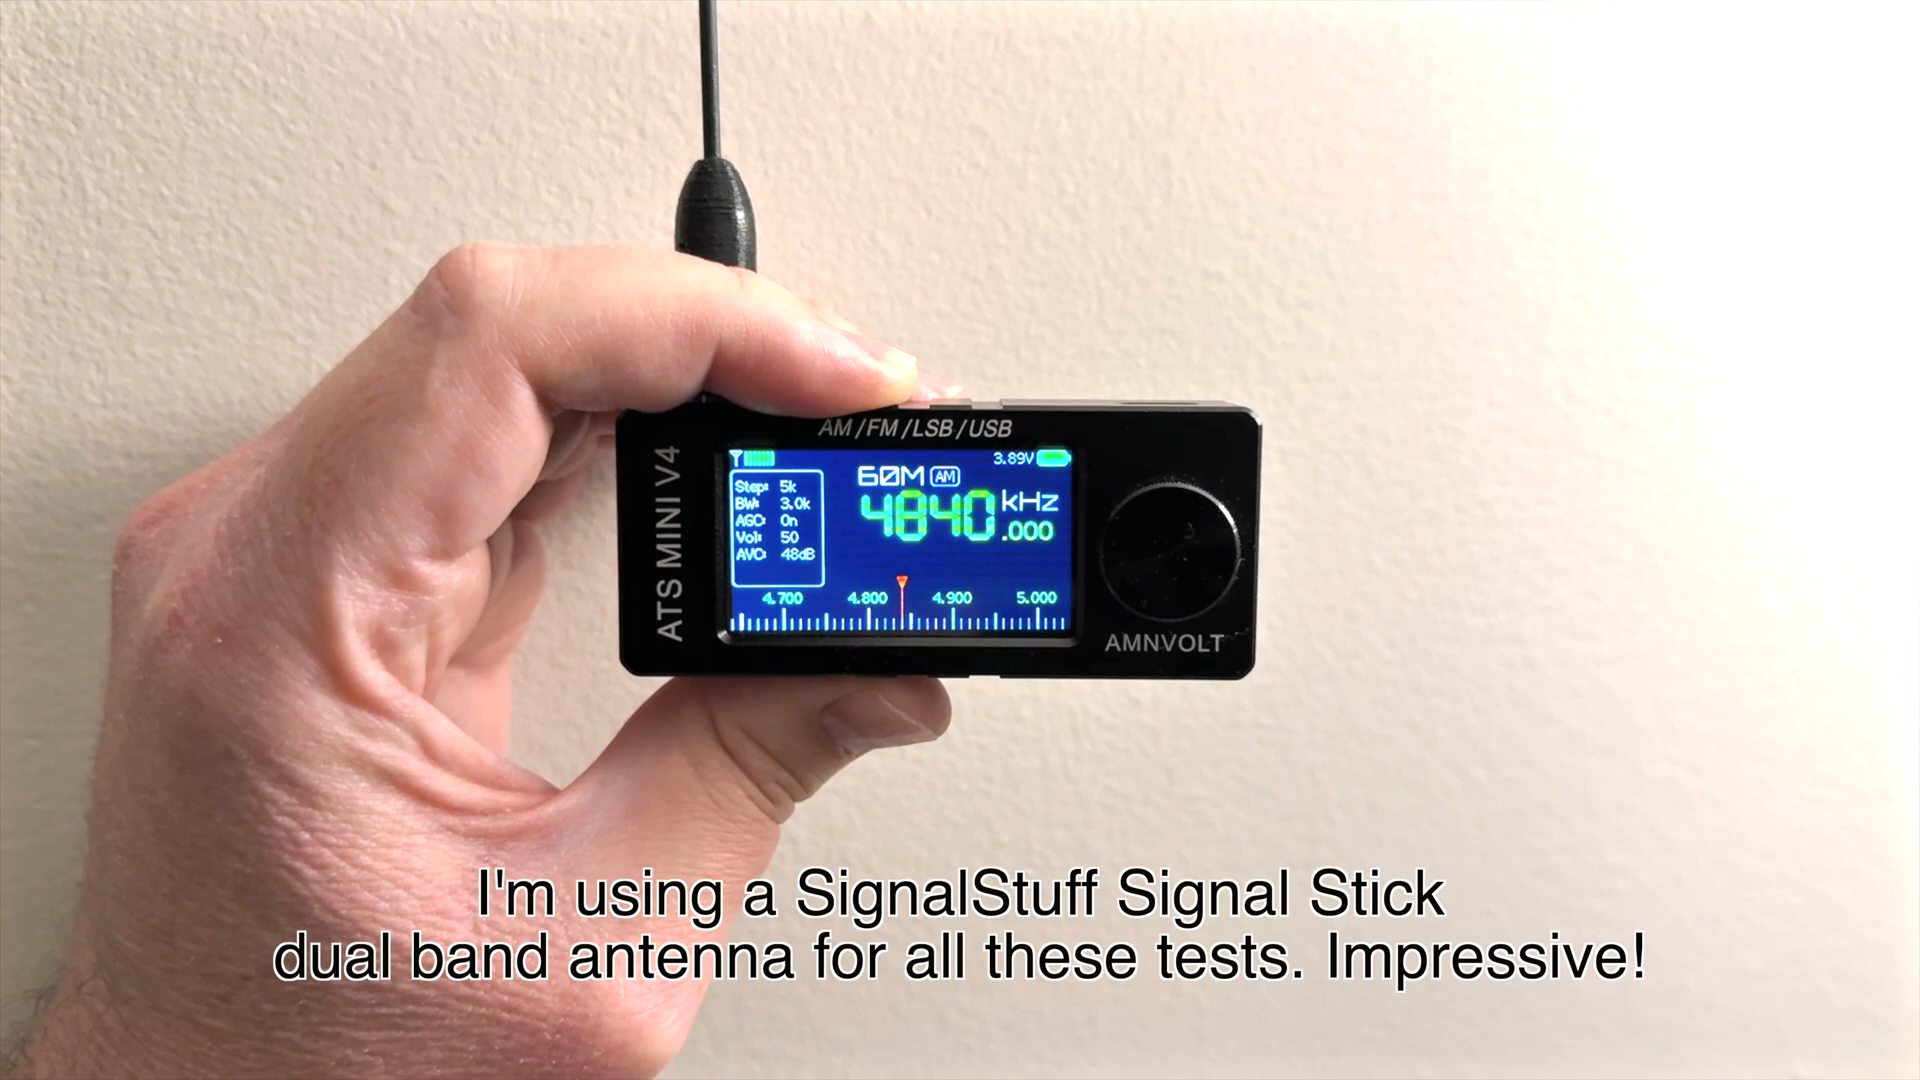 AM/FM/LSB/USB
ATS MINI V4
3.89V
60M AM
4840 kHz
.000
Step: 5k
BW: 3.0k
AGC: On
Vol: 50
AVC: 48dB
4.700 4.800 4.900 5.000
AMNVOLT
I'm using a SignalStuff Signal Stick
dual band antenna for all these tests. Impressive!